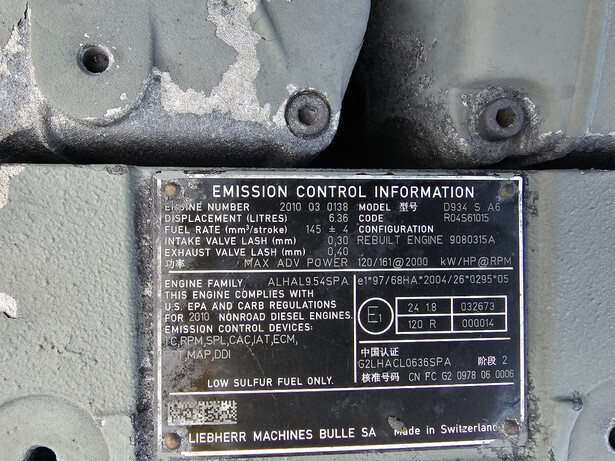 EMISSION CONTROL INFORMATION
ENGINE NUMBER 2010 03 0138 MODEL 型号 D934 S A6
DISPLACEMENT (LITRES) 6.36 CODE R04S61015
FUEL RATE (mm³/stroke) 145 ± 4 CONFIGURATION
INTAKE VALVE LASH (mm) 0,30 REBUILT ENGINE 9080315A
EXHAUST VALVE LASH (mm) 0,40
功率 MAX ADV POWER 120/161@2000 kW/HP@RPM
ENGINE FAMILY ALHAL9.54SPA
THIS ENGINE COMPLIES WITH
U.S. EPA AND CARB REGULATIONS
FOR 2010 NONROAD DIESEL ENGINES.
EMISSION CONTROL DEVICES:
TC,RPM,SPL,CAC,IAT,ECM,
ECT,MAP,DDI
LOW SULFUR FUEL ONLY.
e1*97/68HA*2004/26*0295*05
E1
24 1.8 032673
120 R 000014
中国认证
G2LHACL0636SPA 阶段 2
核准号码 CN FC G2 0978 06 0006
LIEBHERR MACHINES BULLE SA Made in Switzerland